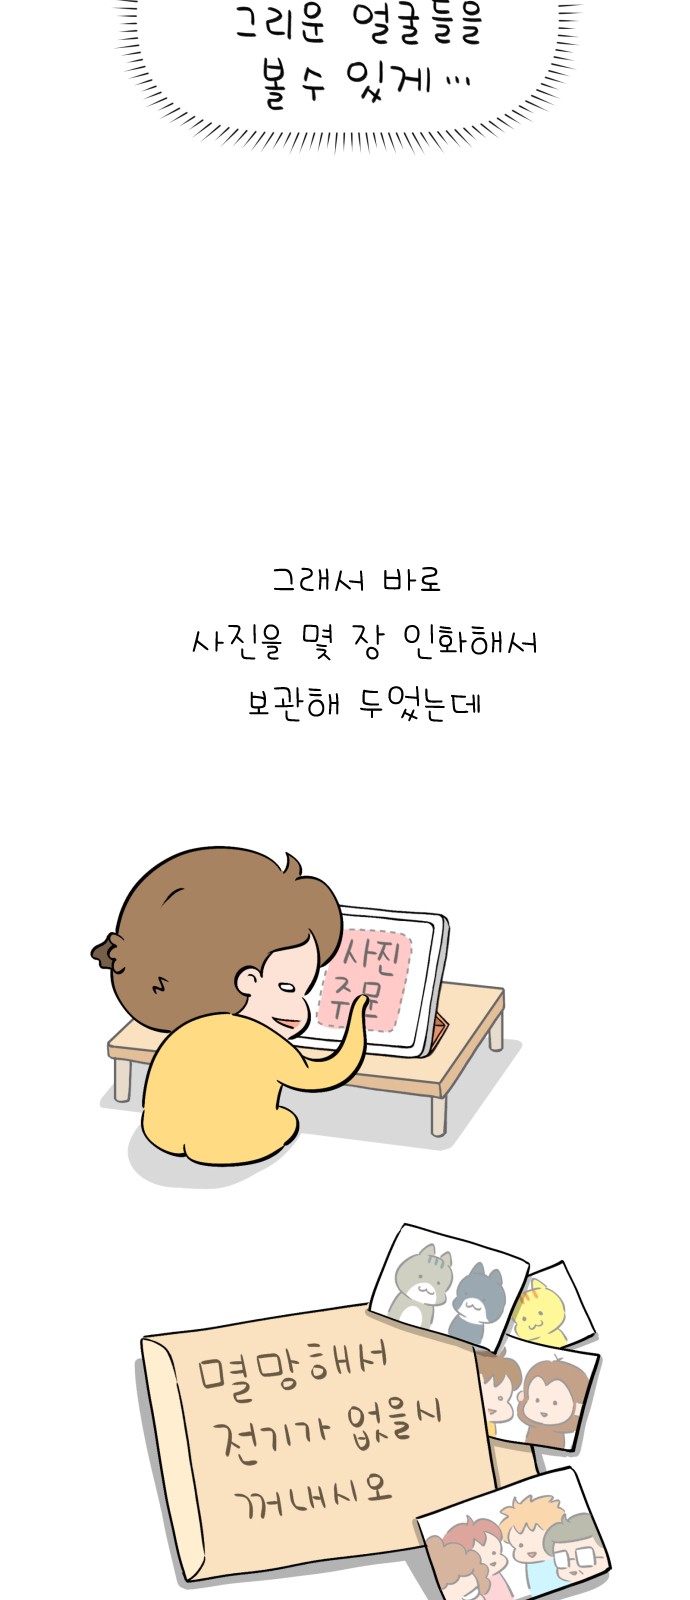 그리운 얼굴들을
볼 수 있게...
그래서 바로
사진을 몇 장 인화해서
보관해 두었는데
사진
주문
멸망해서
전기가 없을시
꺼내시오